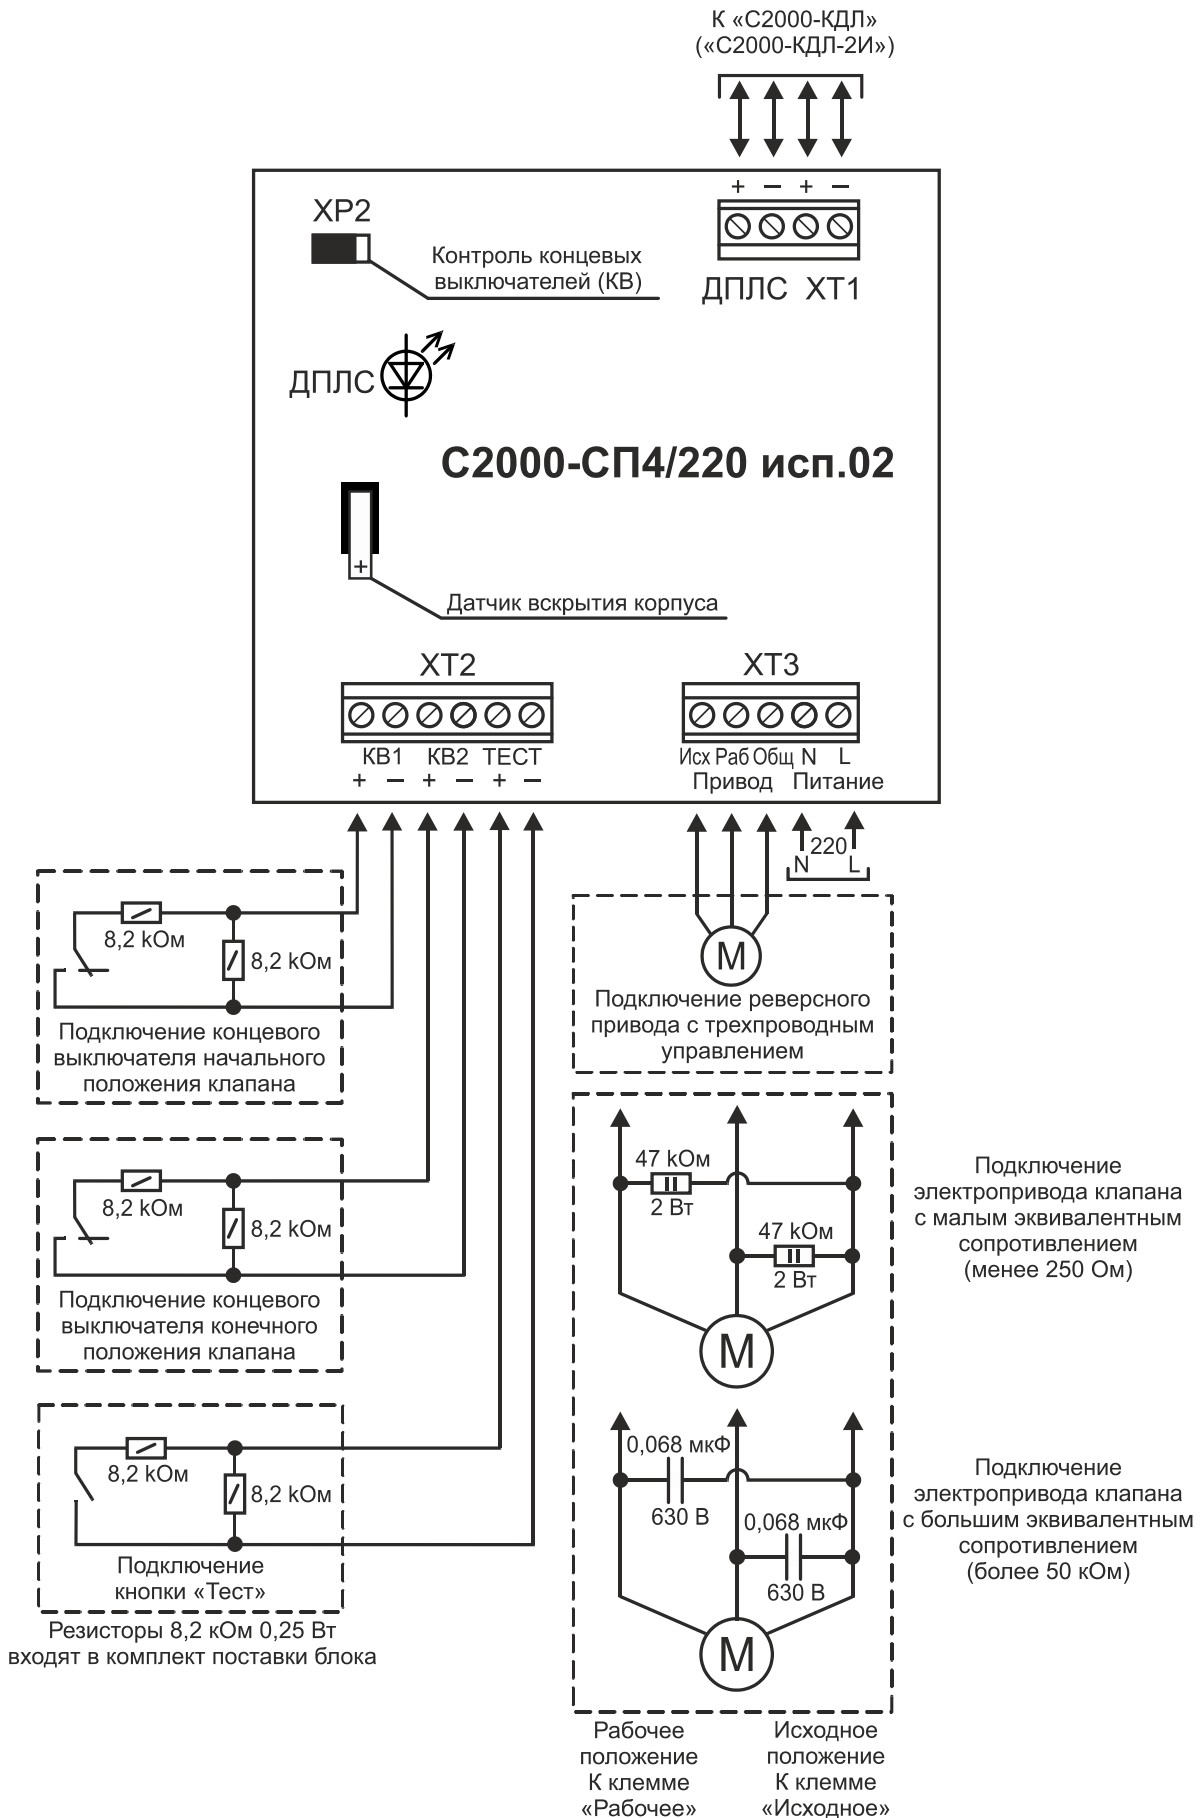 К «С2000-КДЛ»
(«С2000-КДЛ-2И»)
+ − + −
ХР2
Контроль концевых
выключателей (КВ)
ДПЛС ХТ1
ДПЛС
С2000-СП4/220 исп.02
+
Датчик вскрытия корпуса
ХТ2
КВ1 КВ2 ТЕСТ
+ − + − + −
ХТ3
Исх Раб Общ N L
Привод Питание
220
N L
8,2 kОм
8,2 kОм
Подключение концевого
выключателя начального
положения клапана
8,2 kОм
8,2 kОм
Подключение концевого
выключателя конечного
положения клапана
8,2 kОм
8,2 kОм
Подключение
кнопки «Тест»
Резисторы 8,2 кОм 0,25 Вт
входят в комплект поставки блока
М
Подключение реверсного
привода с трехпроводным
управлением
47 kОм
2 Вт
47 kОм
2 Вт
М
Подключение
электропривода клапана
с малым эквивалентным
сопротивлением
(менее 250 Ом)
0,068 мкФ
630 В
0,068 мкФ
630 В
М
Подключение
электропривода клапана
с большим эквивалентным
сопротивлением
(более 50 кОм)
Рабочее
положение
К клемме
«Рабочее»
Исходное
положение
К клемме
«Исходное»